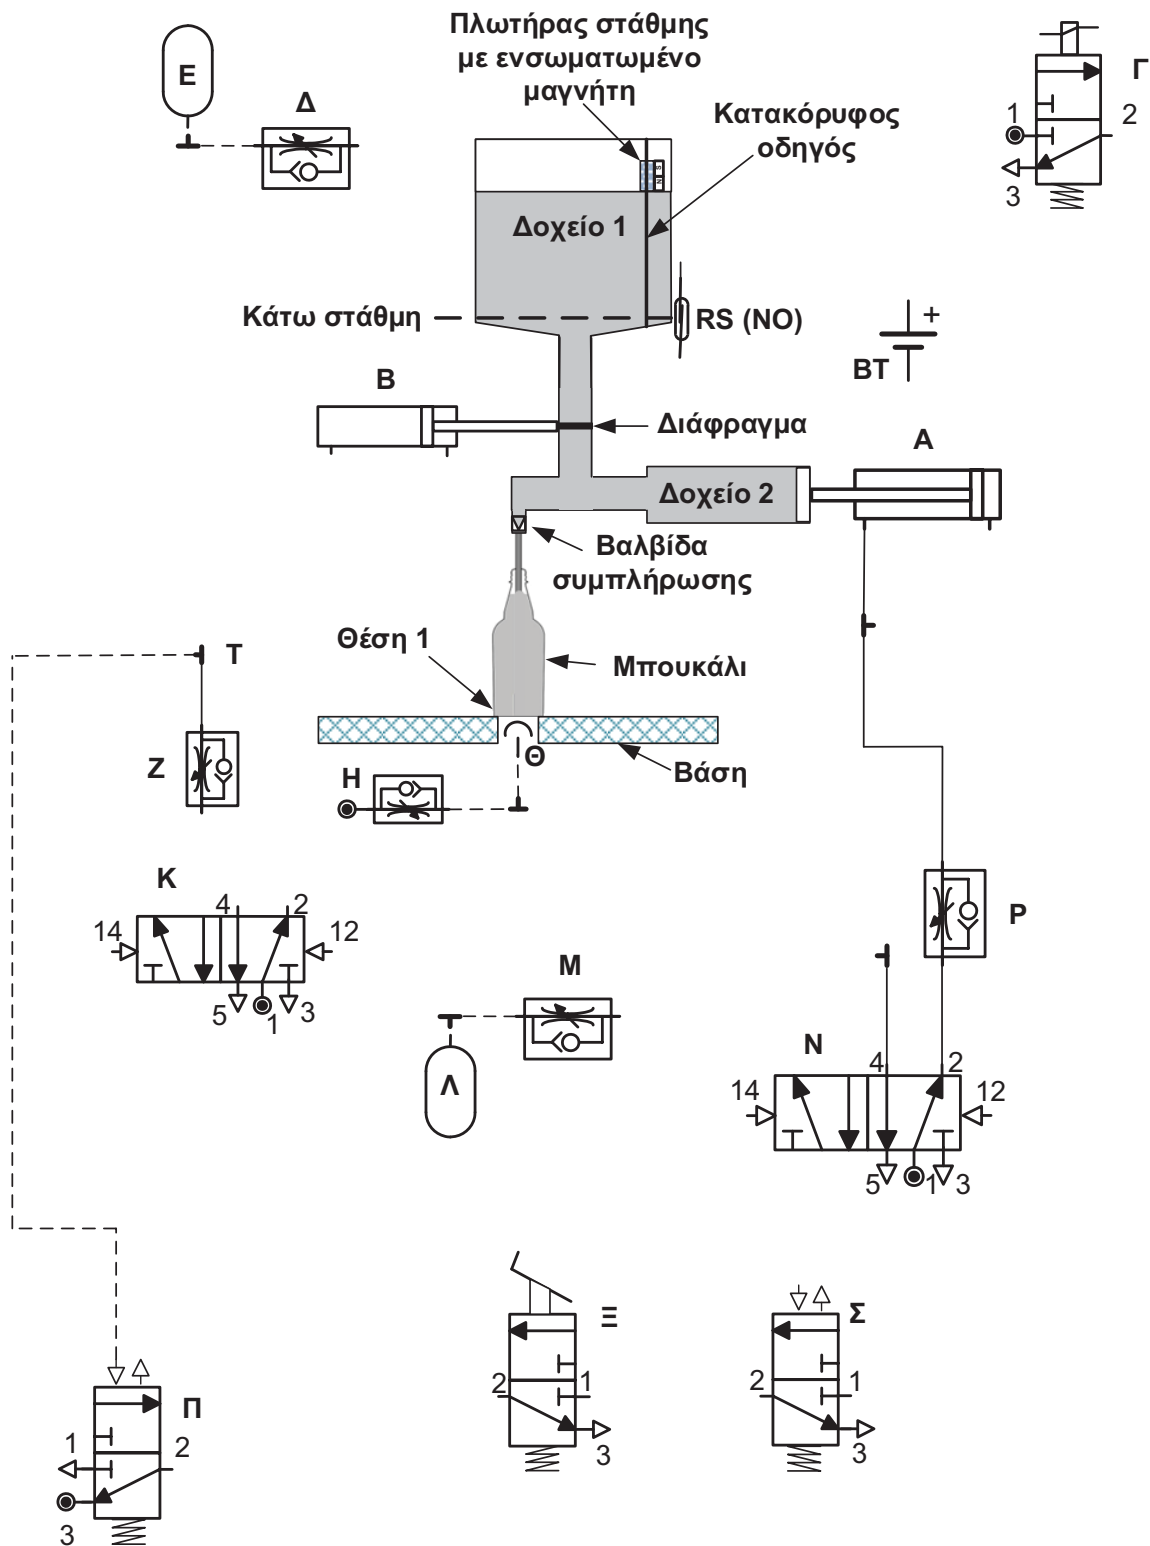 Πλωτήρας στάθμης
με ενσωματωμένο
μαγνήτη
Ε
Δ
Κατακόρυφος
οδηγός
Γ
1
2
3
S
N
Δοχείο 1
Κάτω στάθμη
RS (NO)
+
BT
Β
Διάφραγμα
Α
Δοχείο 2
Βαλβίδα
συμπλήρωσης
Θέση 1
Μπουκάλι
Τ
Ζ
Θ
Βάση
Η
Κ
4
2
14
12
5
1
3
Ρ
Μ
Λ
Ν
4
2
14
12
5
1
3
Ξ
2
1
3
Σ
2
1
3
Π
1
2
3